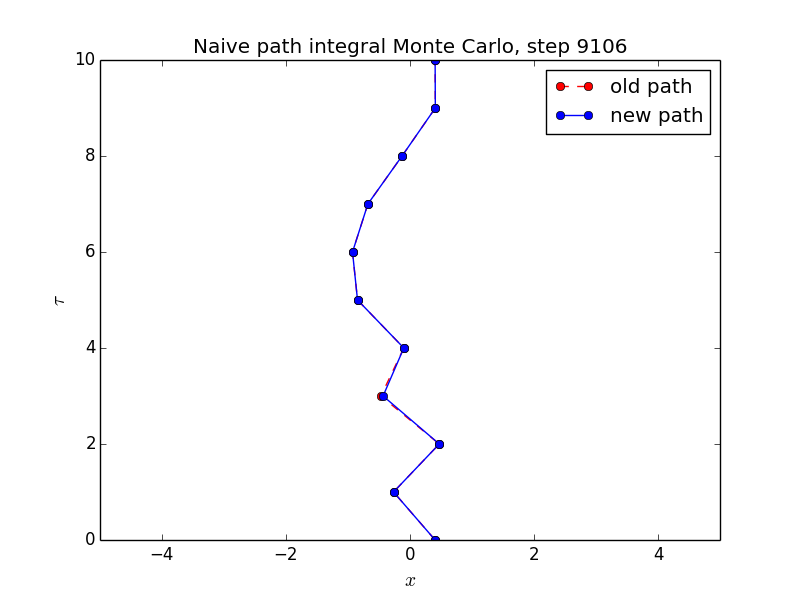 Naive path integral Monte Carlo, step 9106
old path
new path
10
8
6
4
2
0
τ
−4 −2 0 2 4
x